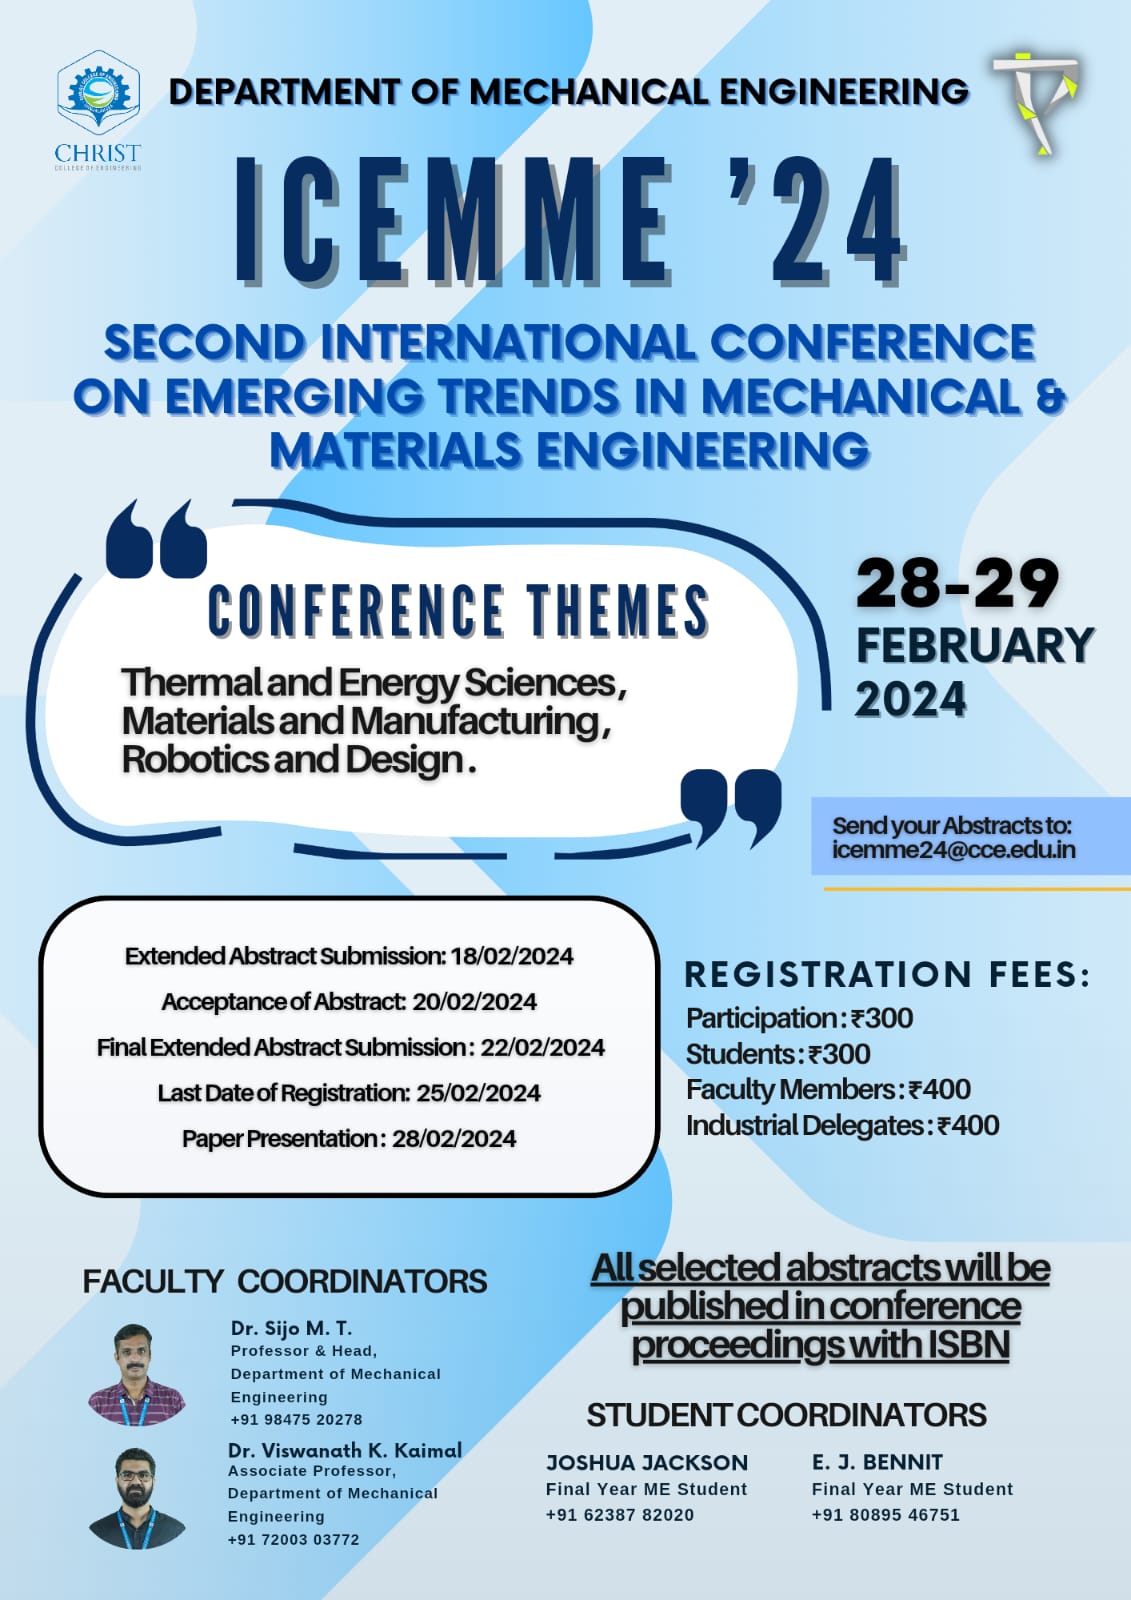 CHRIST
COLLEGE OF ENGINEERING
DEPARTMENT OF MECHANICAL ENGINEERING
ICEMME ’24
SECOND INTERNATIONAL CONFERENCE
ON EMERGING TRENDS IN MECHANICAL &
MATERIALS ENGINEERING
CONFERENCE THEMES
Thermal and Energy Sciences,
Materials and Manufacturing,
Robotics and Design.
28-29
FEBRUARY
2024
Send your Abstracts to:
icemme24@cce.edu.in
Extended Abstract Submission: 18/02/2024
Acceptance of Abstract: 20/02/2024
Final Extended Abstract Submission : 22/02/2024
Last Date of Registration: 25/02/2024
Paper Presentation : 28/02/2024
REGISTRATION FEES:
Participation : ₹300
Students : ₹300
Faculty Members : ₹400
Industrial Delegates : ₹400
FACULTY COORDINATORS
Dr. Sijo M. T.
Professor & Head,
Department of Mechanical
Engineering
+91 98475 20278
Dr. Viswanath K. Kaimal
Associate Professor,
Department of Mechanical
Engineering
+91 72003 03772
All selected abstracts will be
published in conference
proceedings with ISBN
STUDENT COORDINATORS
JOSHUA JACKSON
Final Year ME Student
+91 62387 82020
E. J. BENNIT
Final Year ME Student
+91 80895 46751